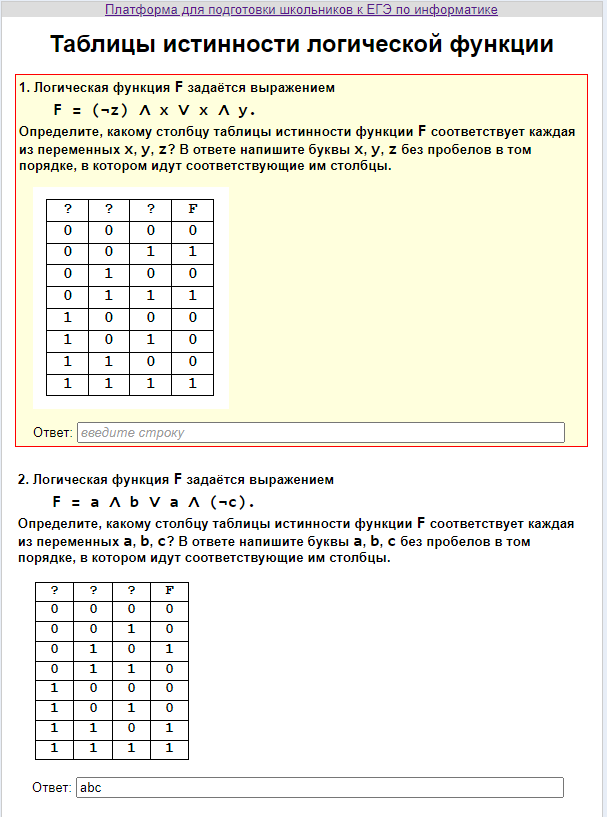 Платформа для подготовки школьников к ЕГЭ по информатике
Таблицы истинности логической функции
1. Логическая функция F задаётся выражением
F = (¬z) ∧ x ∨ x ∧ y.
Определите, какому столбцу таблицы истинности функции F соответствует каждая
из переменных x, y, z? В ответе напишите буквы x, y, z без пробелов в том
порядке, в котором идут соответствующие им столбцы.
? ? ? F
0 0 0 0
0 0 1 1
0 1 0 0
0 1 1 1
1 0 0 0
1 0 1 0
1 1 0 0
1 1 1 1
Ответ: введите строку
2. Логическая функция F задаётся выражением
F = a ∧ b ∨ a ∧ (¬c).
Определите, какому столбцу таблицы истинности функции F соответствует каждая
из переменных a, b, c? В ответе напишите буквы a, b, c без пробелов в том
порядке, в котором идут соответствующие им столбцы.
? ? ? F
0 0 0 0
0 0 1 0
0 1 0 1
0 1 1 0
1 0 0 0
1 0 1 0
1 1 0 1
1 1 1 1
Ответ: abc